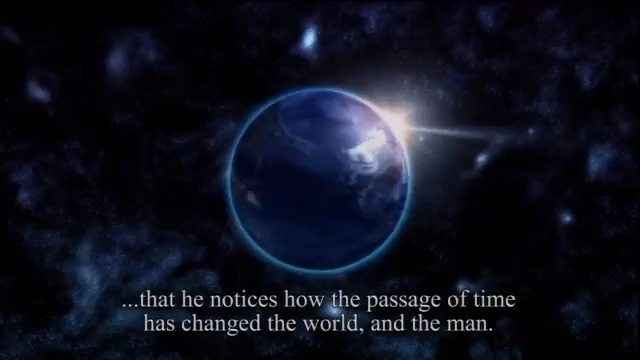 ...that he notices how the passage of time
has changed the world, and the man.